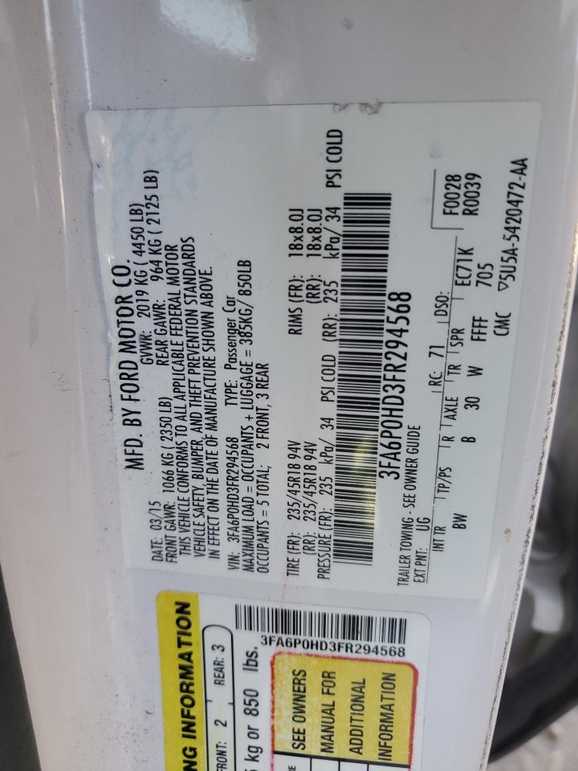 MFD. BY FORD MOTOR CO.
DATE: 03/15 GVWR: 2019 KG ( 4450 LB)
FRONT GAWR: 1066 KG ( 2350 LB) REAR GAWR: 964 KG ( 2125 LB)
THIS VEHICLE CONFORMS TO ALL APPLICABLE FEDERAL MOTOR
VEHICLE SAFETY, BUMPER, AND THEFT PREVENTION STANDARDS
IN EFFECT ON THE DATE OF MANUFACTURE SHOWN ABOVE.
VIN: 3FA6P0HD3FR294568 TYPE: Passenger Car
MAXIMUM LOAD = OCCUPANTS + LUGGAGE = 385KG/ 850LB
OCCUPANTS = 5 TOTAL; 2 FRONT, 3 REAR
TIRE (FR): 235/45R18 94V RIMS (FR): 18x8.0J
(RR): 235/45R18 94V (RR): 18x8.0J
PRESSURE (FR): 235 kPa/ 34 PSI COLD (RR): 235 kPa/ 34 PSI COLD
3FA6P0HD3FR294568
TRAILER TOWING - SEE OWNER GUIDE
F0028
R0039
EXT PNT: UG RC: 71 DSO: EC71K
INT TR TP/PS R AXLE TR SPR 705
BW B 30 W FFFF
CMC ▽5U5A-5420472-AA
NG INFORMATION
FRONT: 2 REAR: 3
kg or 850 lbs.
3FA6P0HD3FR294568
SEE OWNERS
MANUAL FOR
ADDITIONAL
INFORMATION